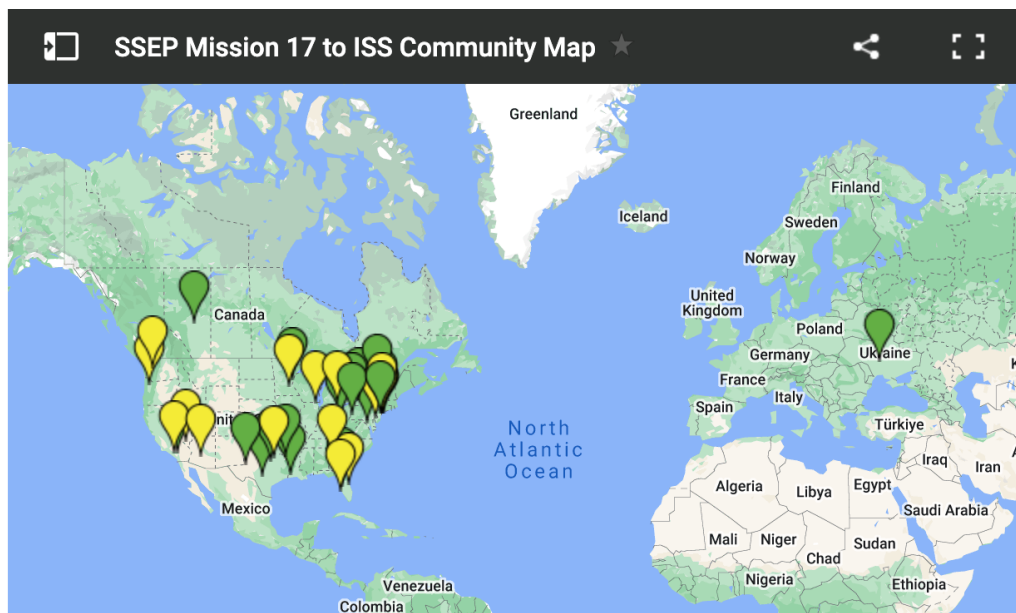 SSEP Mission 17 to ISS Community Map
Greenland
Finland
Iceland
Sweden
Norway
Canada
United
Kingdom
Poland
Ukraine
Germany
France
Italy
Spain
Türkiye
North
Atlantic
Ocean
Iraq
Iran
Algeria
Libya
Egypt
Saudi Arabia
Mexico
Mali
Niger
Sudan
Chad
Nigeria
Ethiopia
Venezuela
Colombia